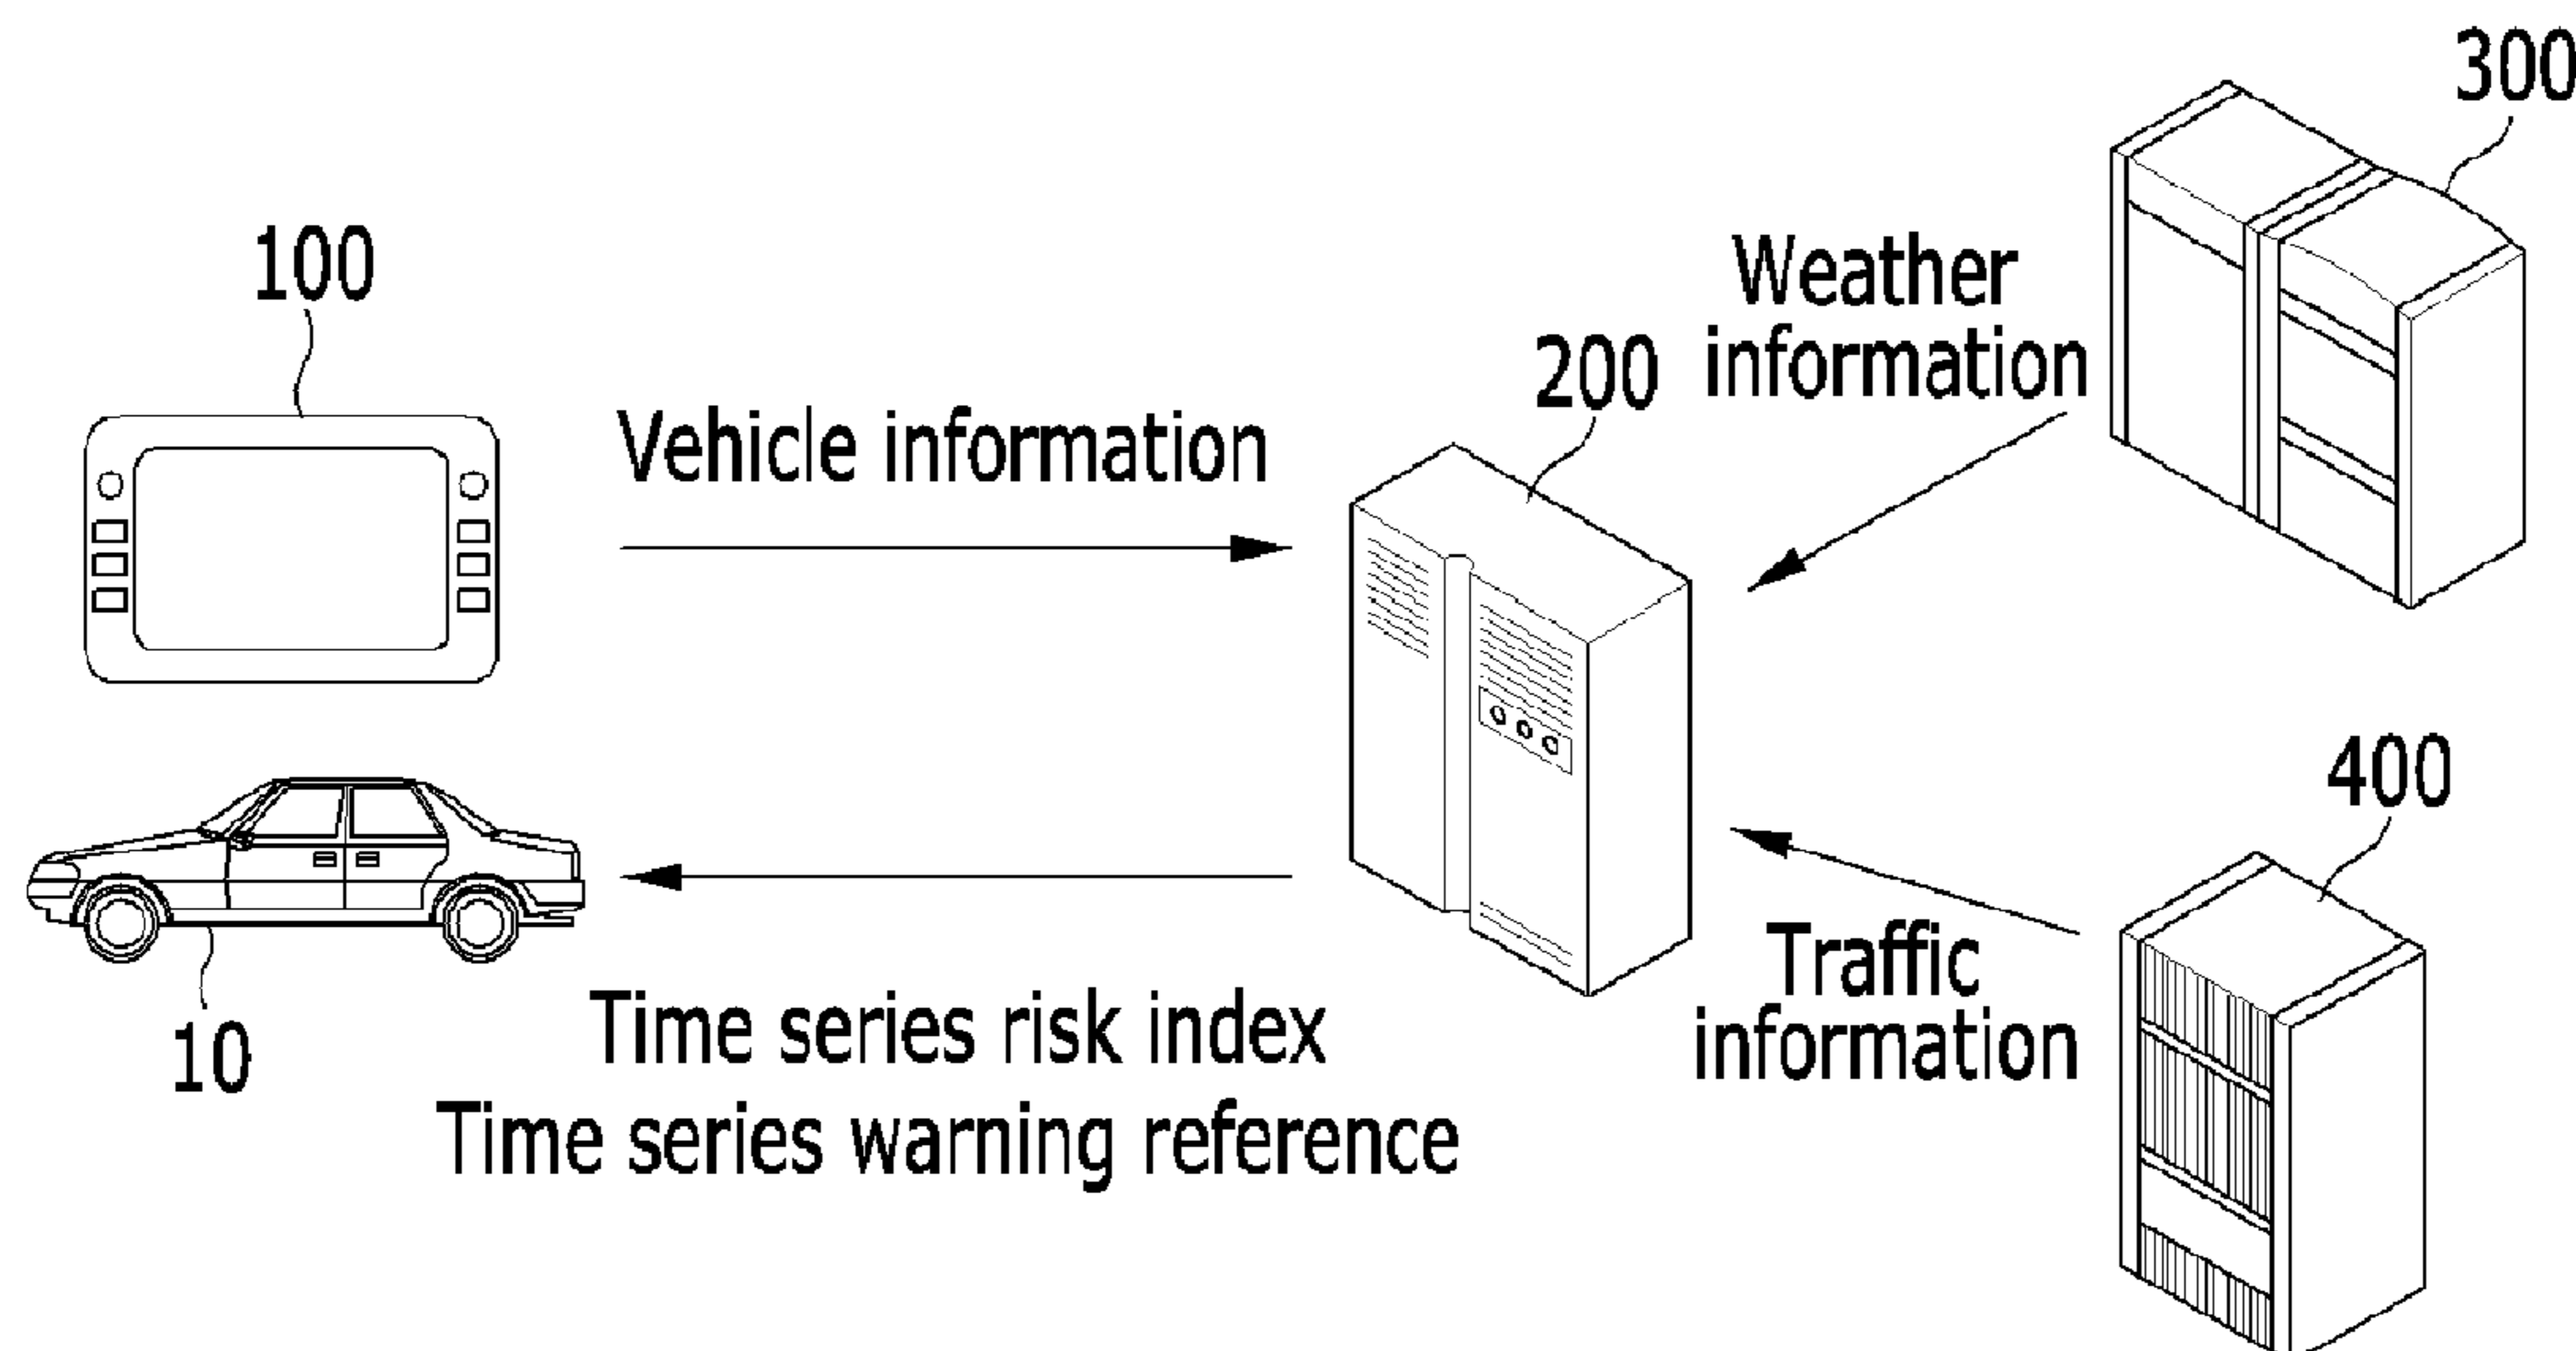 300
100
Weather
information
200
Vehicle information
400
Traffic
information
Time series risk index
10
Time series warning reference